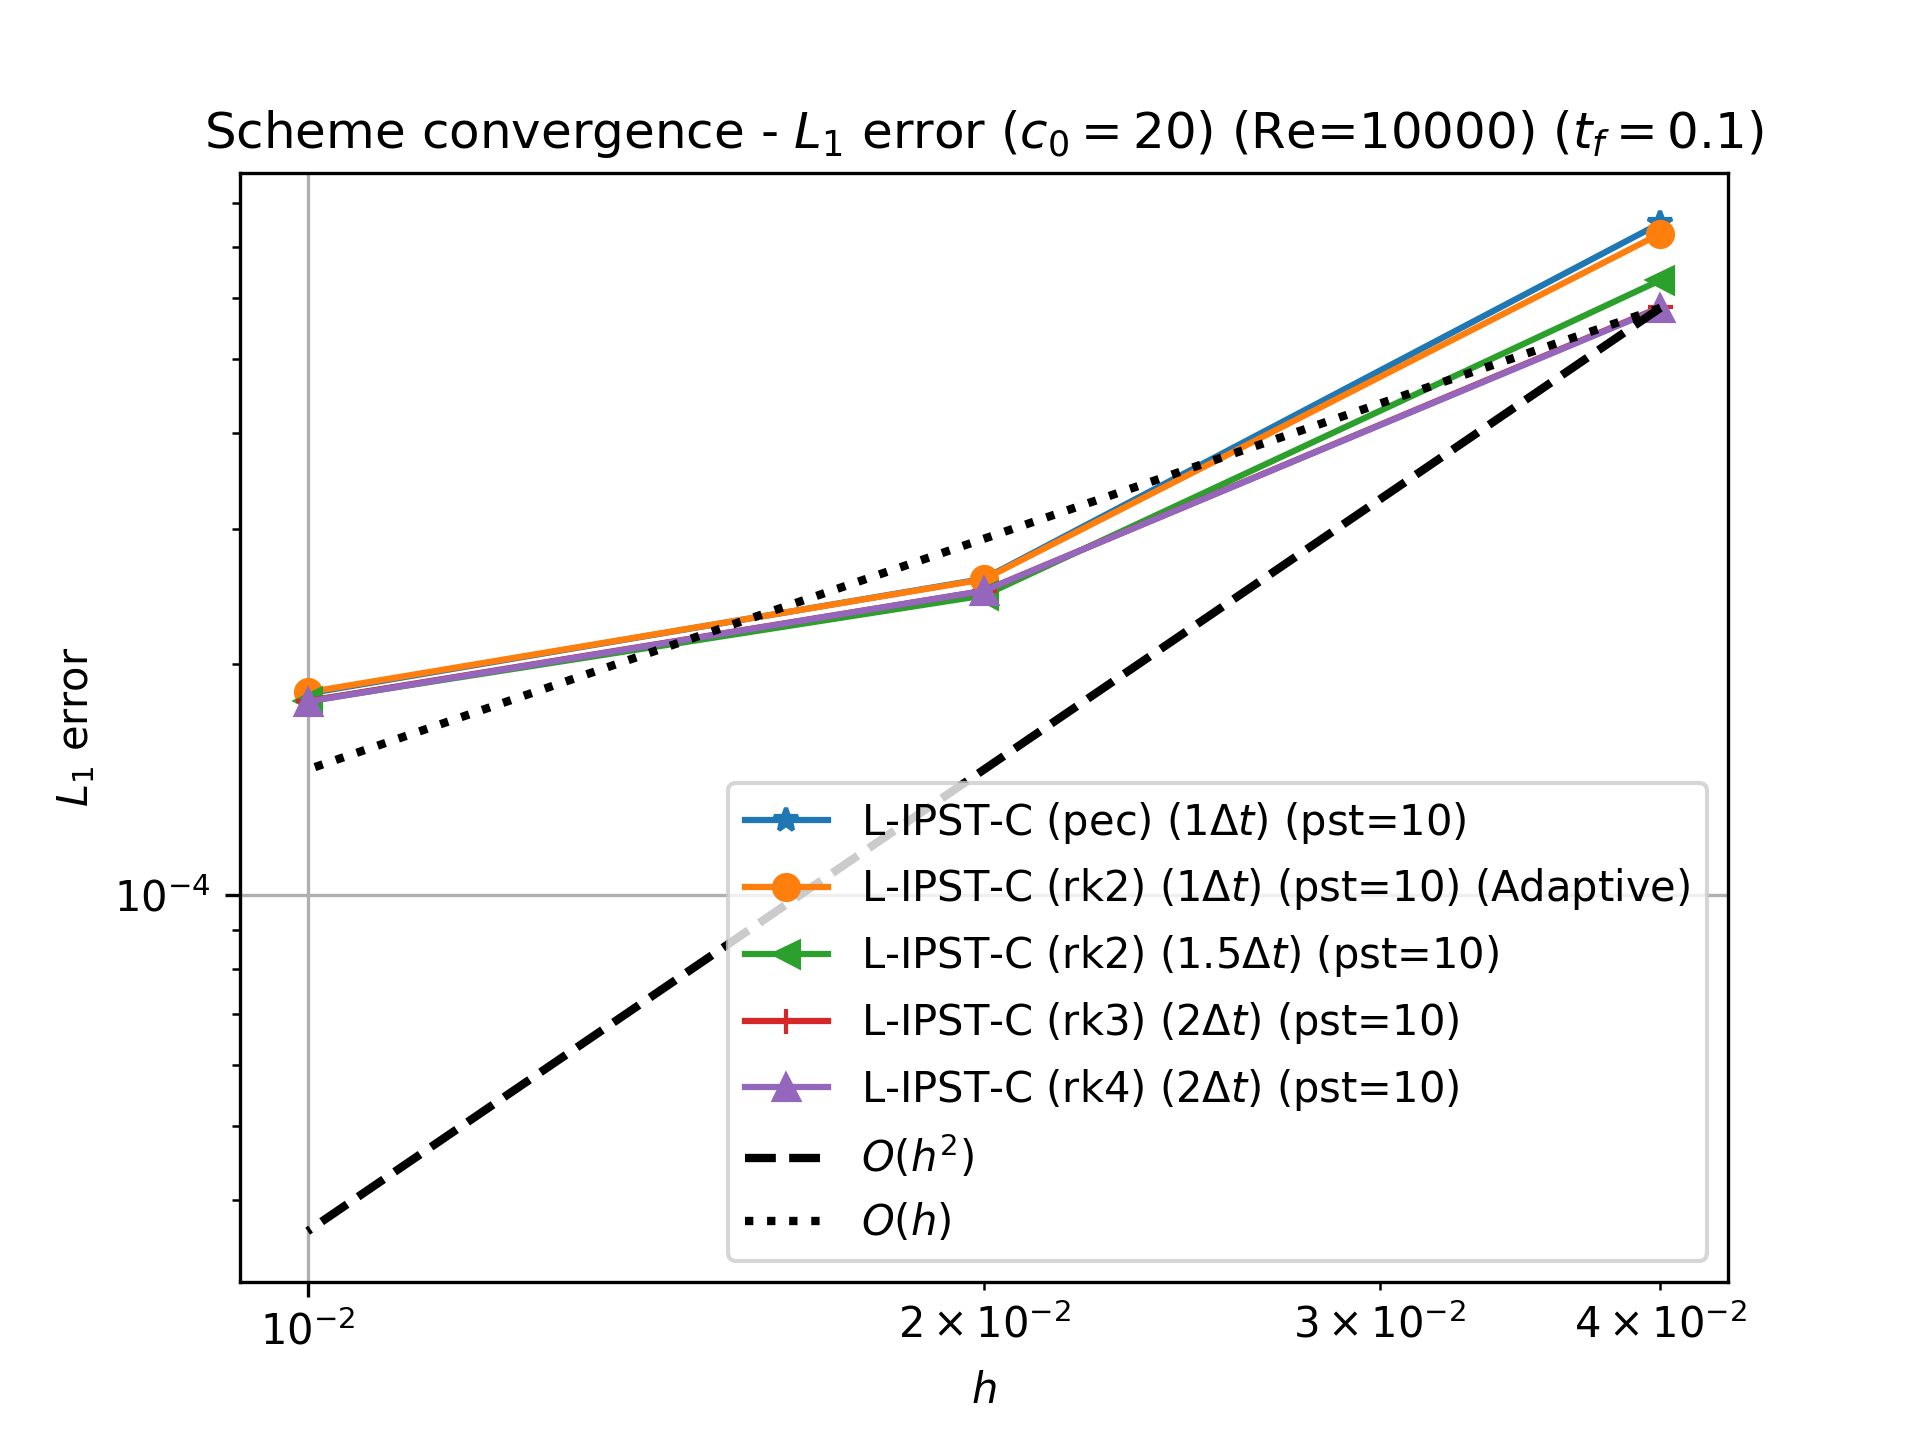 Scheme convergence - L₁ error (c₀ = 20) (Re=10000) (t_f = 0.1)
L₁ error
10⁻⁴
L-IPST-C (pec) (1Δt) (pst=10)
L-IPST-C (rk2) (1Δt) (pst=10) (Adaptive)
L-IPST-C (rk2) (1.5Δt) (pst=10)
L-IPST-C (rk3) (2Δt) (pst=10)
L-IPST-C (rk4) (2Δt) (pst=10)
O(h²)
O(h)
10⁻² 2 × 10⁻² 3 × 10⁻² 4 × 10⁻²
h